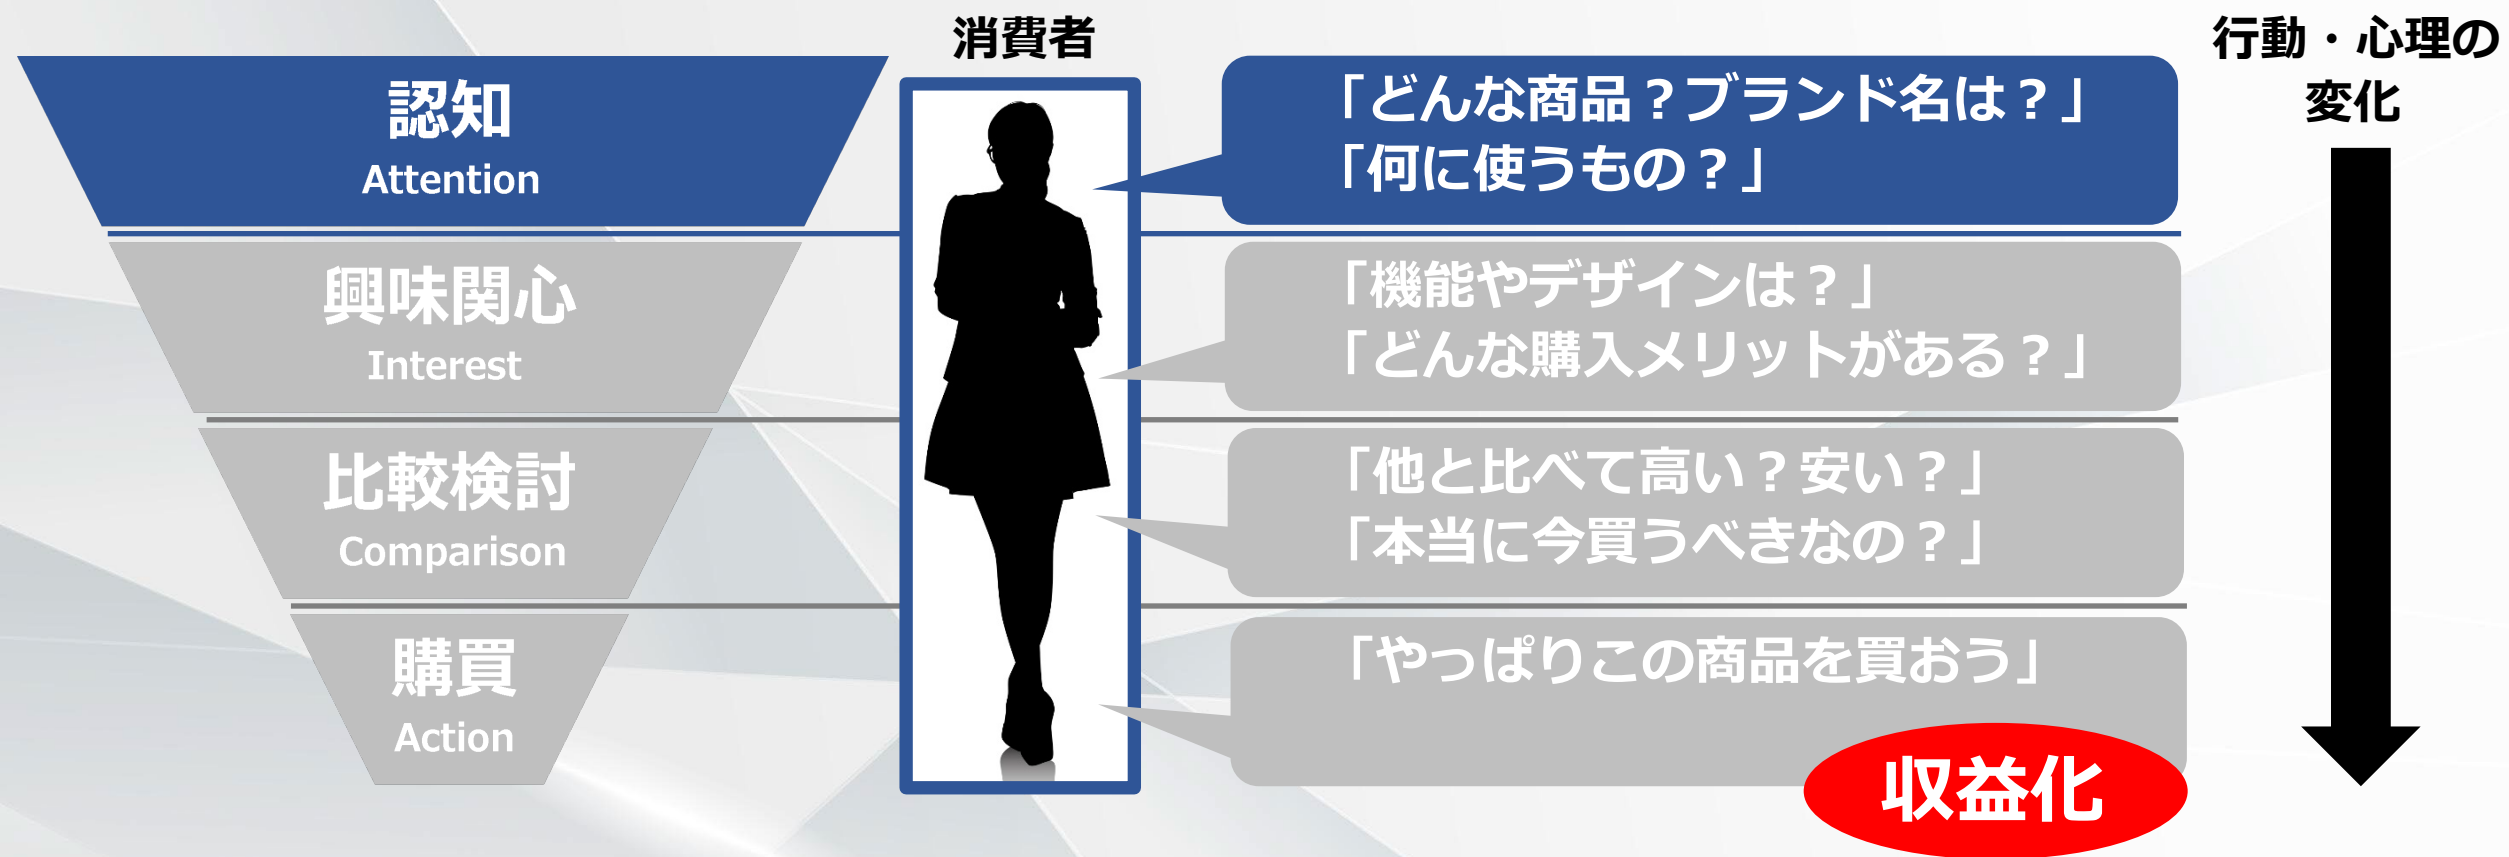 消費者
行動・心理の
変化
認知
Attention
「どんな商品？ブランド名は？」
「何に使うもの？」
興味関心
Interest
「機能やデザインは？」
「どんな購入メリットがある？」
比較検討
Comparison
「他と比べて高い？安い？」
「本当に今買うべきなの？」
購買
Action
「やっぱりこの商品を買おう」
収益化